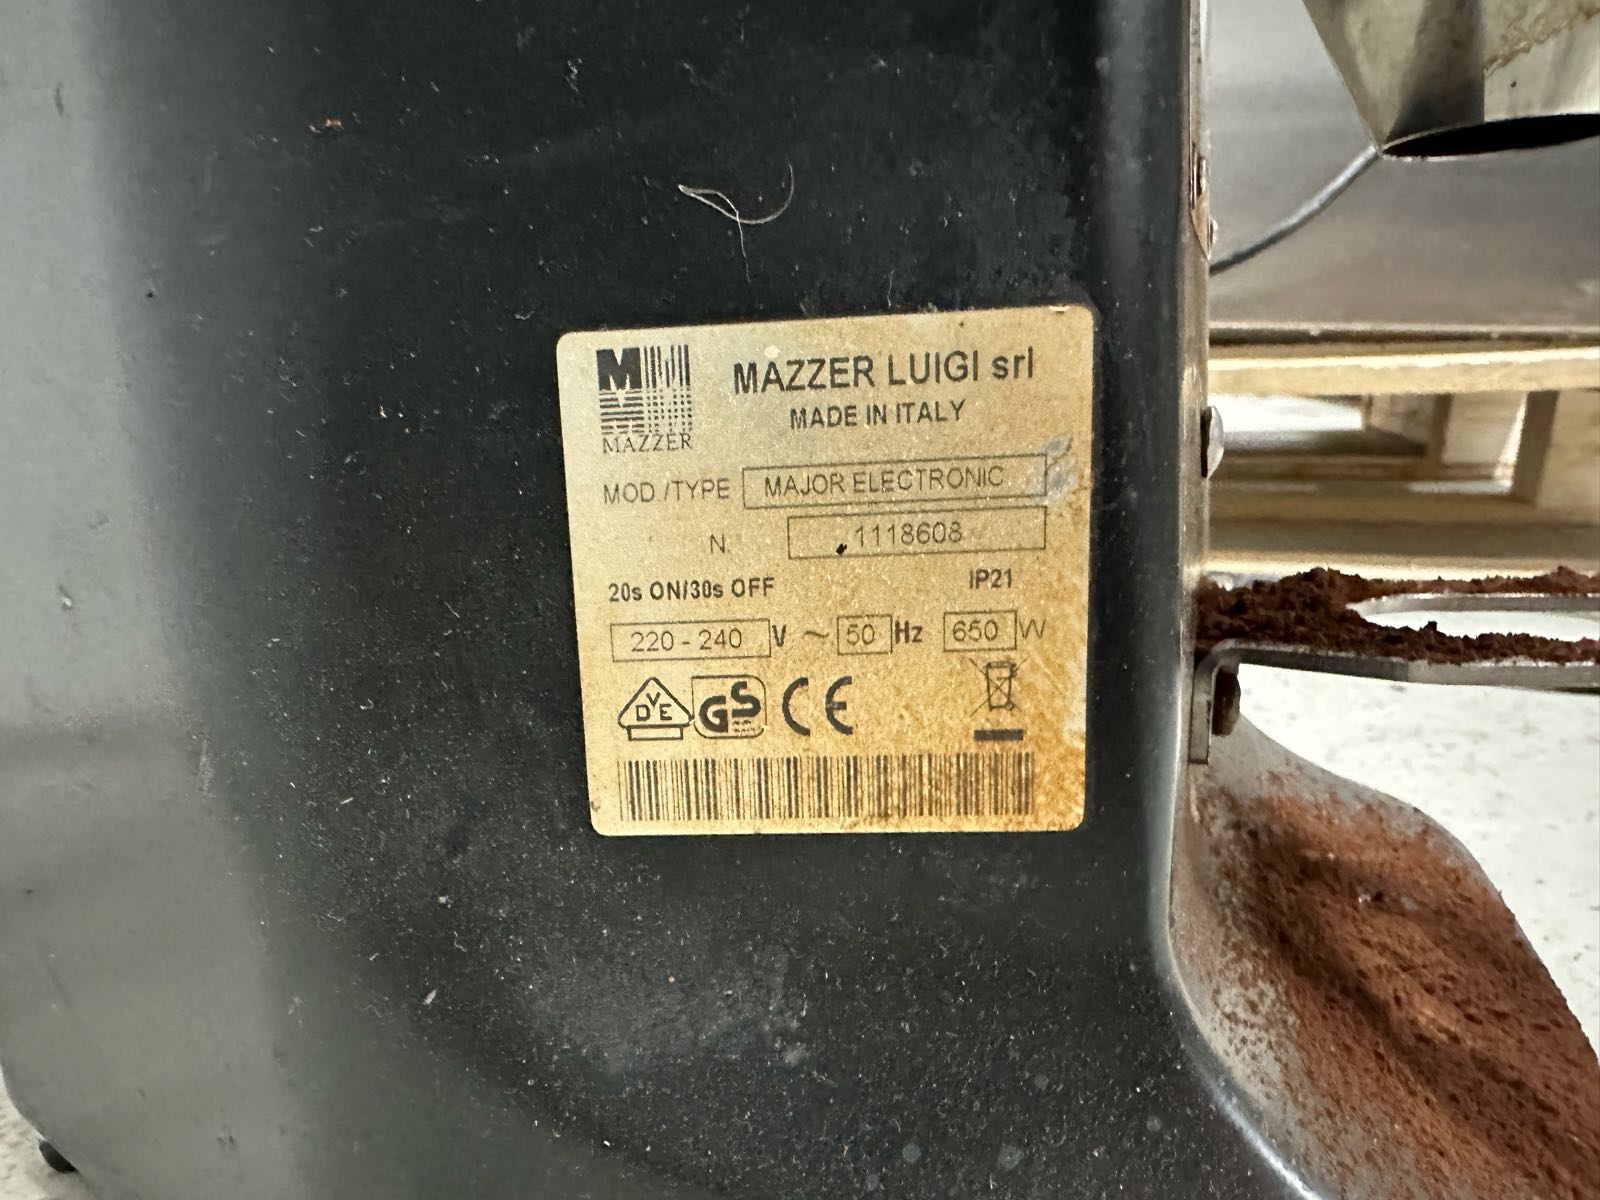 M
MAZZER
MAZZER LUIGI srl
MADE IN ITALY
MOD./TYPE MAJOR ELECTRONIC
N. 1118608
20s ON/30s OFF IP21
220 - 240 V ~ 50 Hz 650 W
DVE GS CE